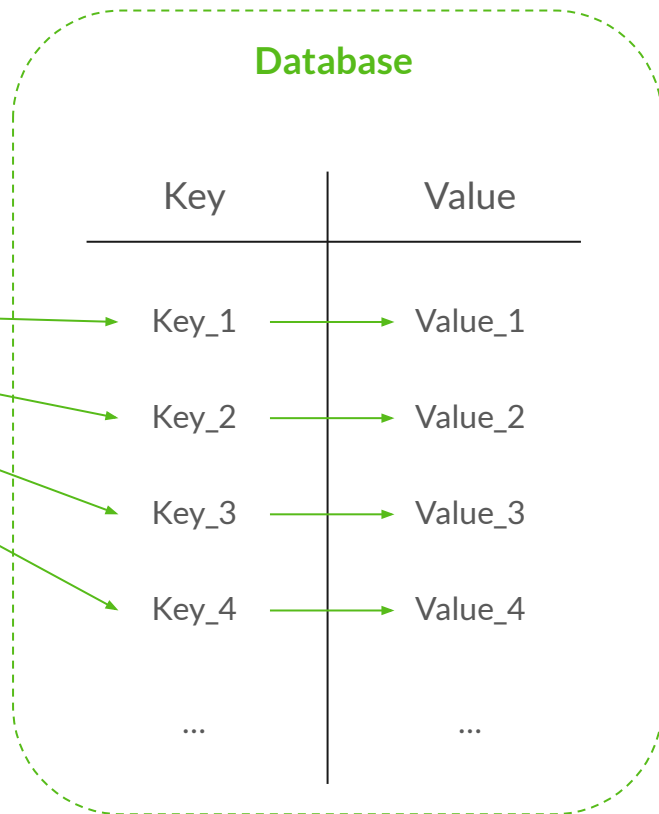 Database
Key Value
Key_1 Value_1
Key_2 Value_2
Key_3 Value_3
Key_4 Value_4
... ...